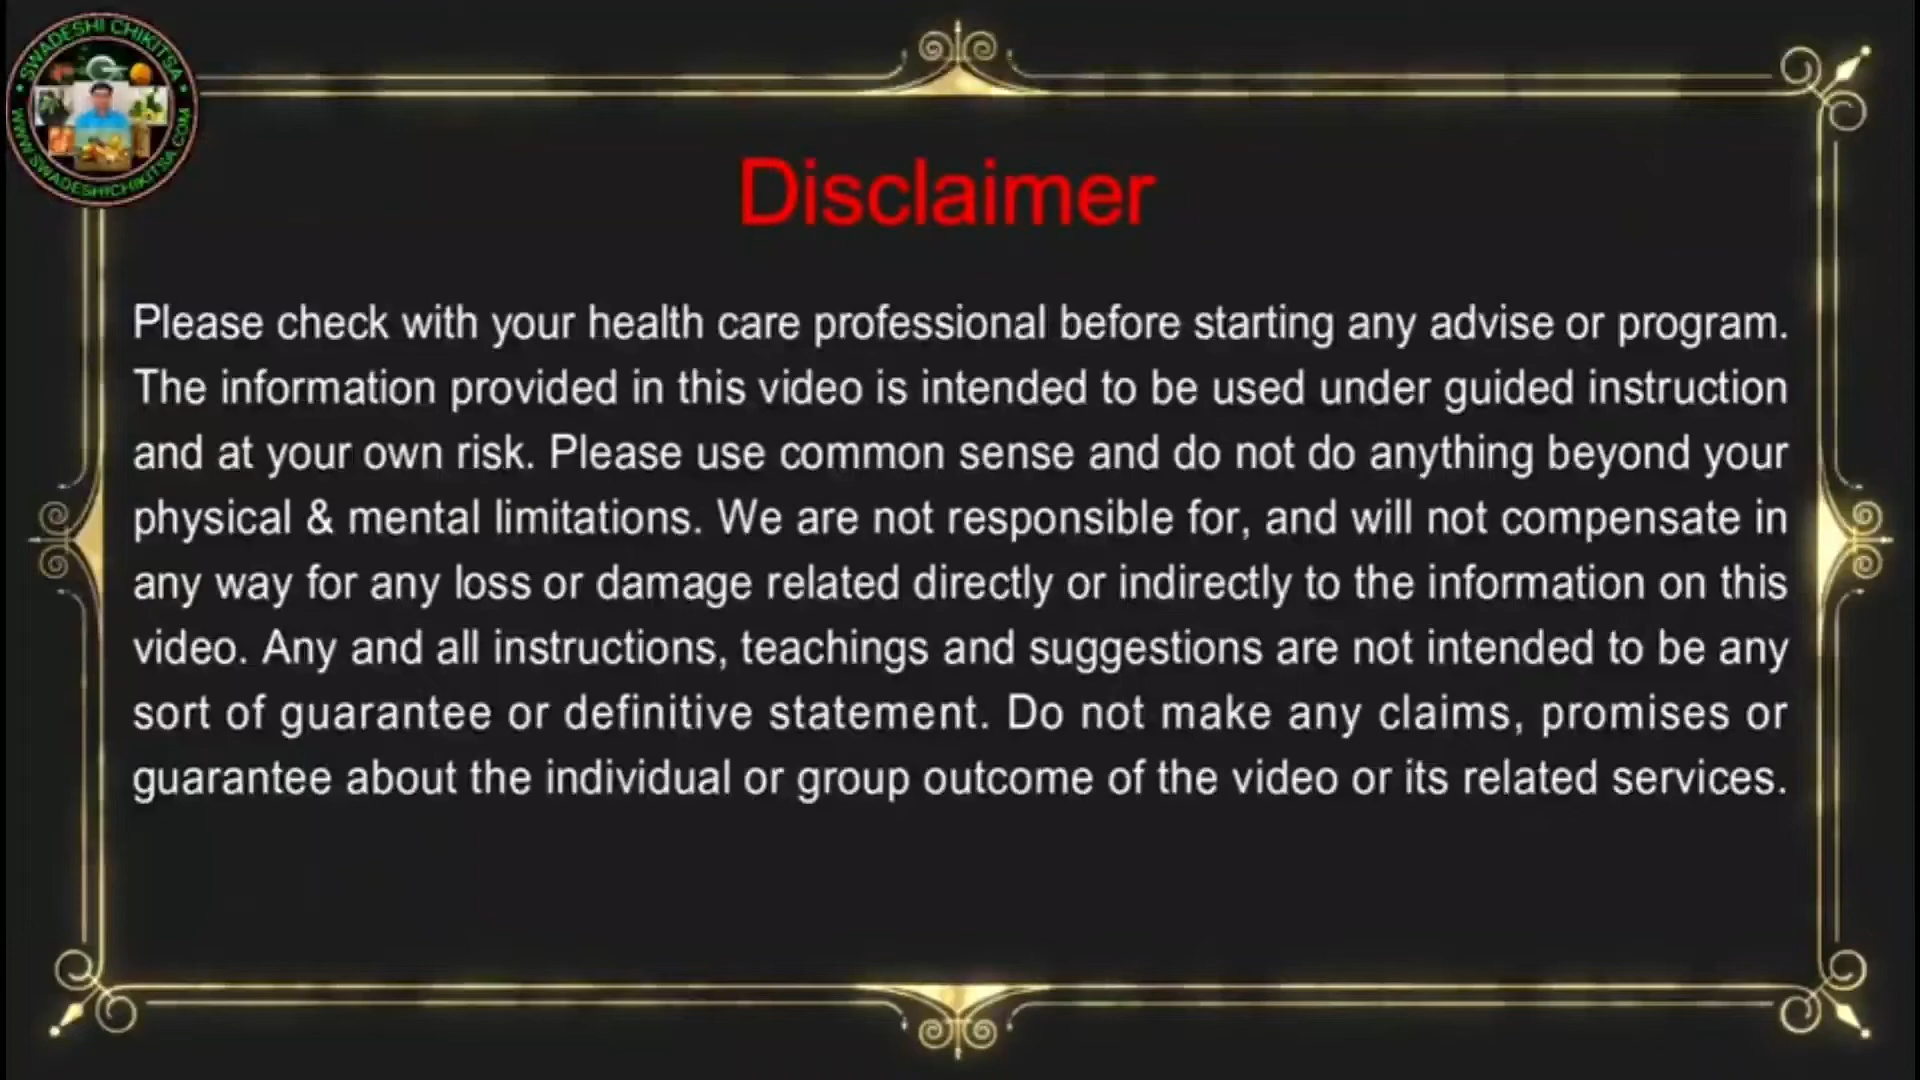 SWADESHI CHIKITSA
WWW.SWADESHICHIKITSA.COM
Disclaimer
Please check with your health care professional before starting any advise or program.
The information provided in this video is intended to be used under guided instruction
and at your own risk. Please use common sense and do not do anything beyond your
physical & mental limitations. We are not responsible for, and will not compensate in
any way for any loss or damage related directly or indirectly to the information on this
video. Any and all instructions, teachings and suggestions are not intended to be any
sort of guarantee or definitive statement. Do not make any claims, promises or
guarantee about the individual or group outcome of the video or its related services.